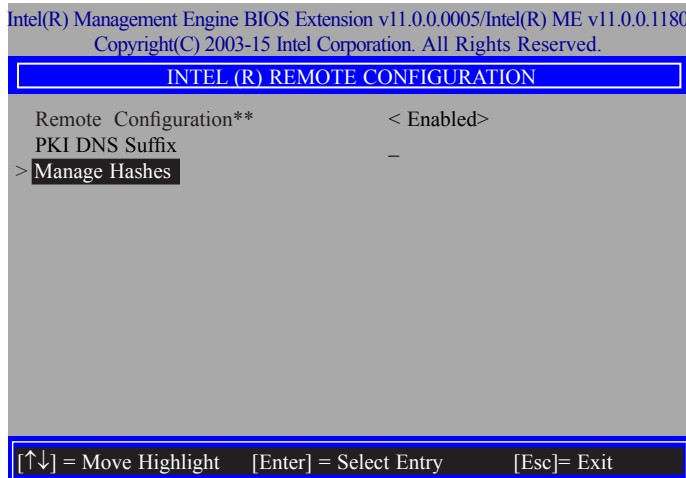 Intel(R) Management Engine BIOS Extension v11.0.0.0005/Intel(R) ME v11.0.0.1180
Copyright(C) 2003-15 Intel Corporation. All Rights Reserved.
INTEL (R) REMOTE CONFIGURATION
Remote Configuration** < Enabled>
PKI DNS Suffix _
> Manage Hashes
[↑↓] = Move Highlight [Enter] = Select Entry [Esc]= Exit